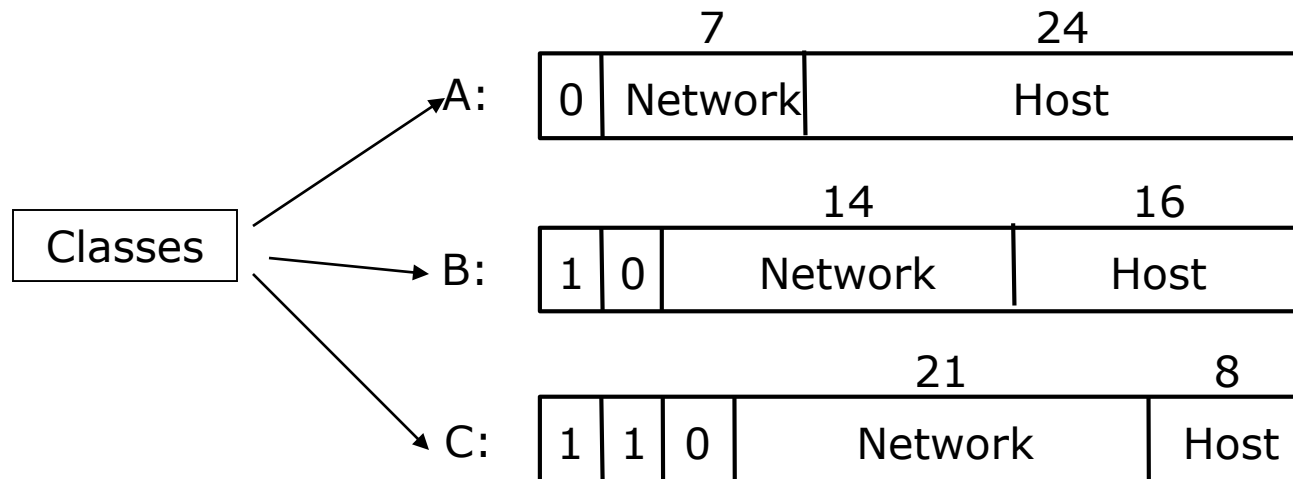 7 24
A: 0 Network Host
14 16
Classes
B: 1 0 Network Host
21 8
C: 1 1 0 Network Host